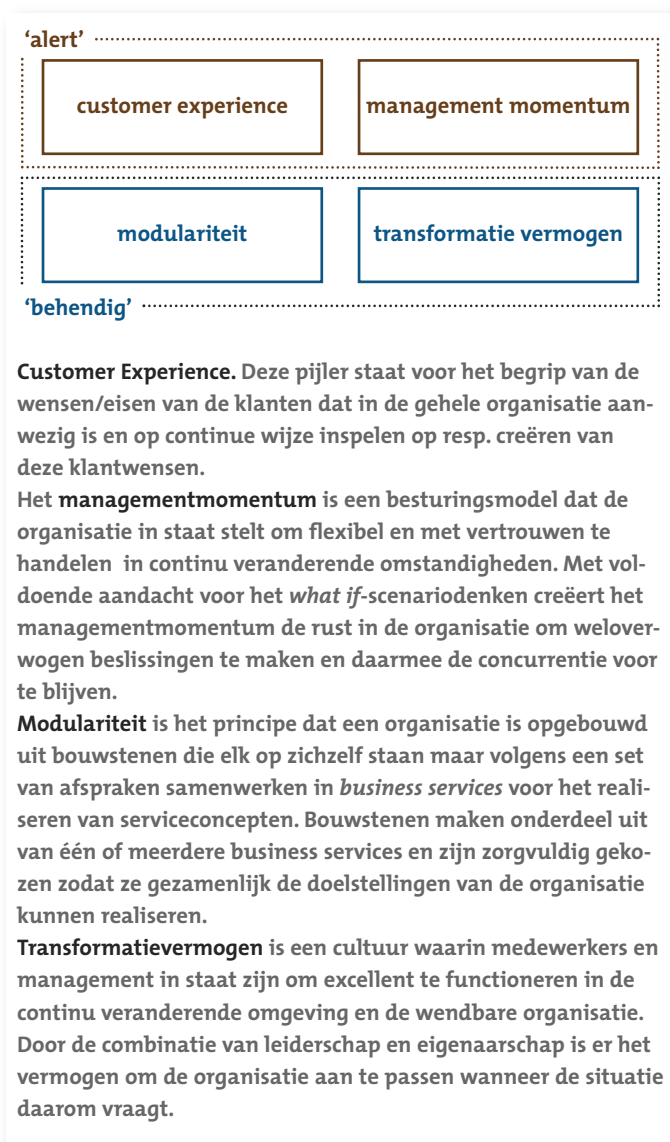 ‘alert’
customer experience
management momentum
modulariteit
transformatie vermogen
‘behendig’
Customer Experience. Deze pijler staat voor het begrip van de
wensen/eisen van de klanten dat in de gehele organisatie aan-
wezig is en op continue wijze inspelen op resp. creëren van
deze klantwensen.
Het managementmomentum is een besturingsmodel dat de
organisatie in staat stelt om flexibel en met vertrouwen te
handelen in continu veranderende omstandigheden. Met vol-
doende aandacht voor het what if-scenariodenken creëert het
managementmomentum de rust in de organisatie om welover-
wogen beslissingen te maken en daarmee de concurrentie voor
te blijven.
Modulariteit is het principe dat een organisatie is opgebouwd
uit bouwstenen die elk op zichzelf staan maar volgens een set
van afspraken samenwerken in business services voor het reali-
seren van serviceconcepten. Bouwstenen maken onderdeel uit
van één of meerdere business services en zijn zorgvuldig geko-
zen zodat ze gezamenlijk de doelstellingen van de organisatie
kunnen realiseren.
Transformatievermogen is een cultuur waarin medewerkers en
management in staat zijn om excellent te functioneren in de
continu veranderende omgeving en de wendbare organisatie.
Door de combinatie van leiderschap en eigenaarschap is er het
vermogen om de organisatie aan te passen wanneer de situatie
daarom vraagt.